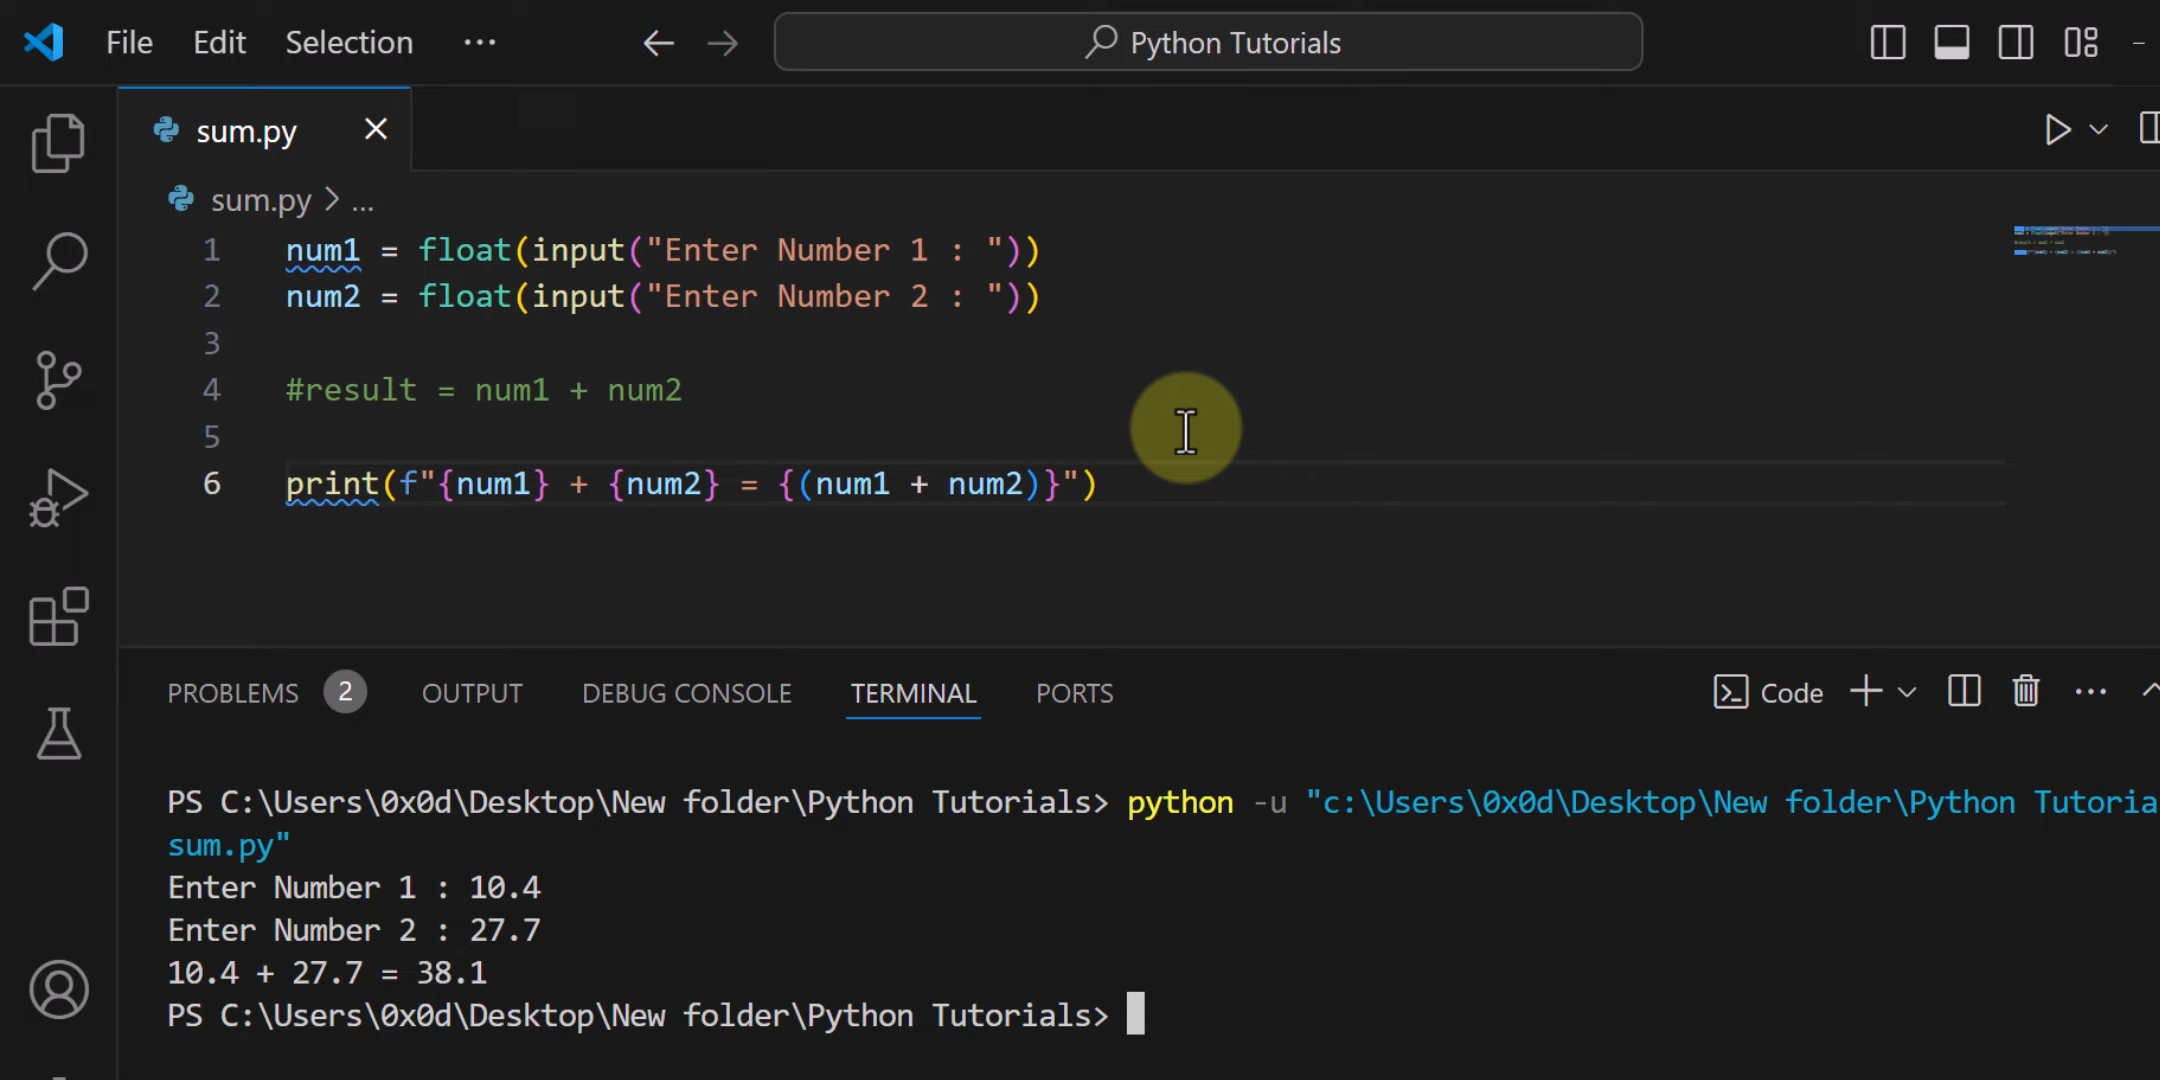 File Edit Selection ... Python Tutorials
sum.py
sum.py > ...
1 num1 = float(input("Enter Number 1 : "))
2 num2 = float(input("Enter Number 2 : "))
3
4 #result = num1 + num2
5
6 print(f"{num1} + {num2} = {(num1 + num2)}")
PROBLEMS 2 OUTPUT DEBUG CONSOLE TERMINAL PORTS Code
PS C:\Users\0x0d\Desktop\New folder\Python Tutorials> python -u "c:\Users\0x0d\Desktop\New folder\Python Tutoria
sum.py"
Enter Number 1 : 10.4
Enter Number 2 : 27.7
10.4 + 27.7 = 38.1
PS C:\Users\0x0d\Desktop\New folder\Python Tutorials>